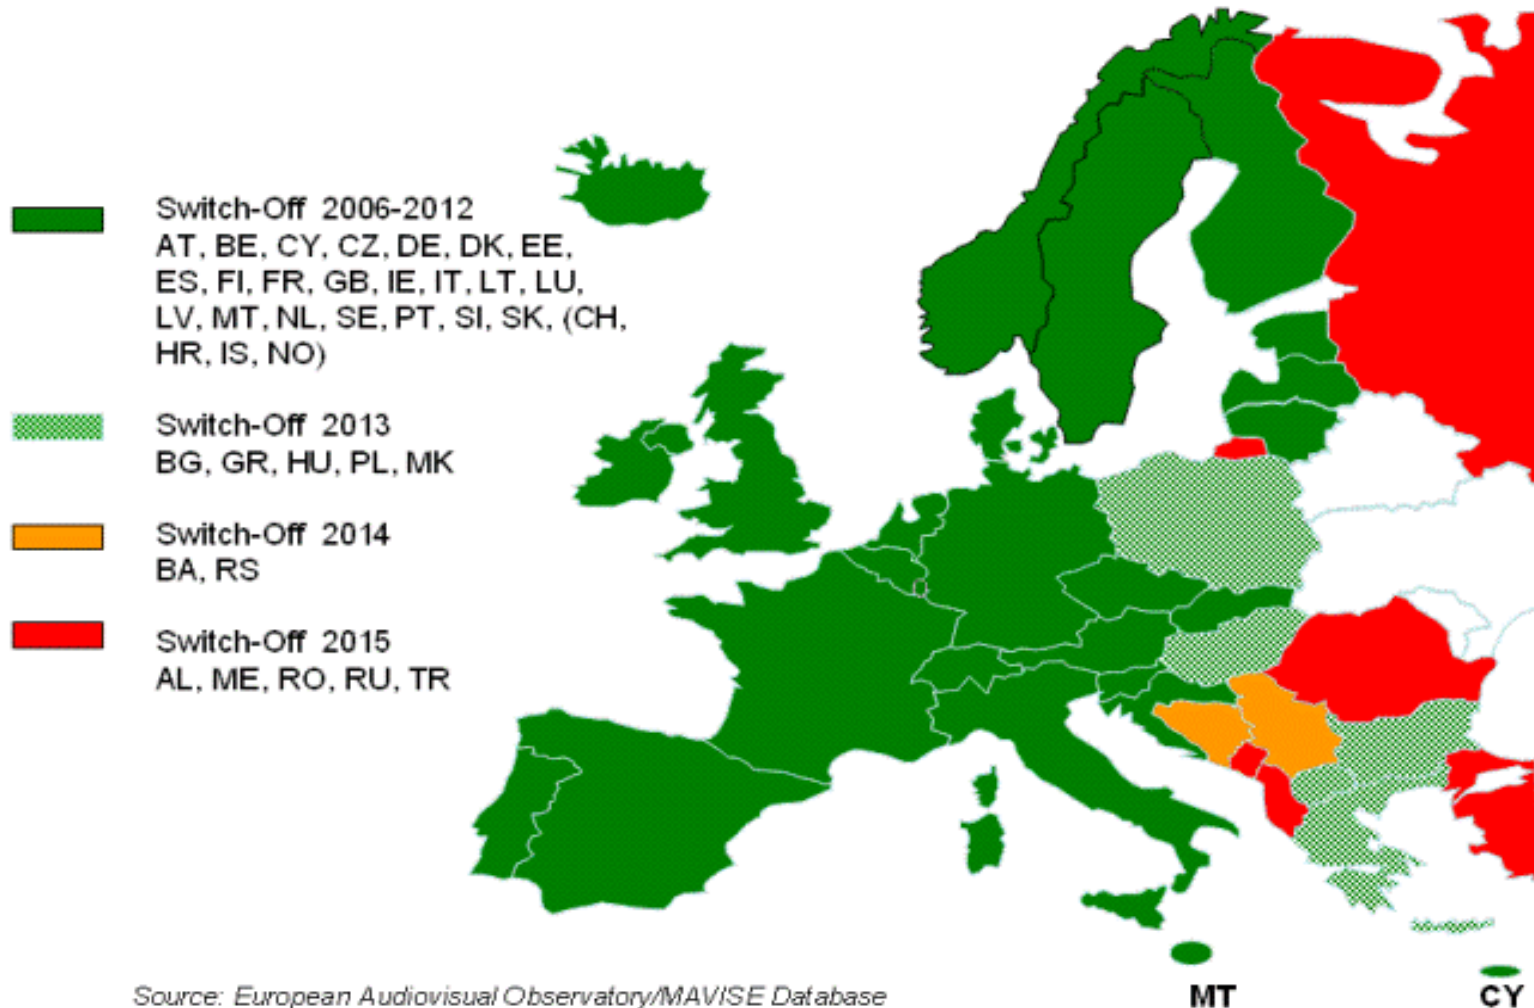 Switch-Off 2006-2012
AT, BE, CY, CZ, DE, DK, EE,
ES, FI, FR, GB, IE, IT, LT, LU,
LV, MT, NL, SE, PT, SI, SK, (CH,
HR, IS, NO)
Switch-Off 2013
BG, GR, HU, PL, MK
Switch-Off 2014
BA, RS
Switch-Off 2015
AL, ME, RO, RU, TR
Source: European Audiovisual Observatory/MAVISE Database
MT
CY